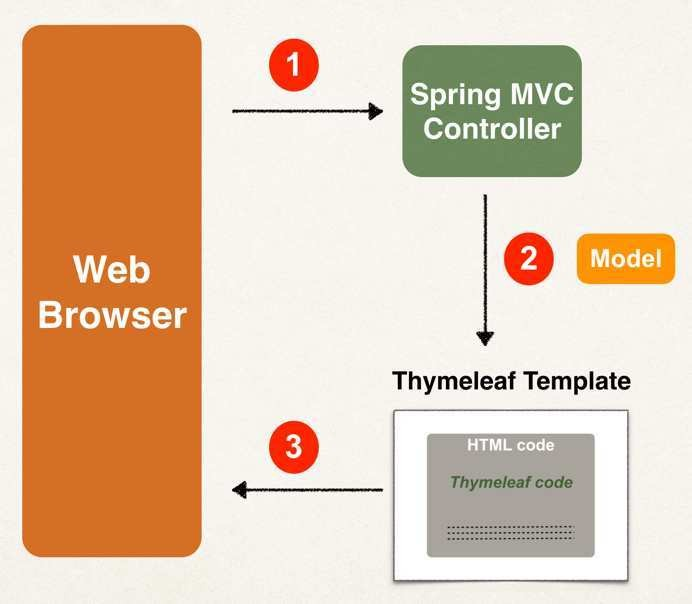 1
Spring MVC
Controller
Web
Browser
2
Model
Thymeleaf Template
3
HTML code
Thymeleaf code